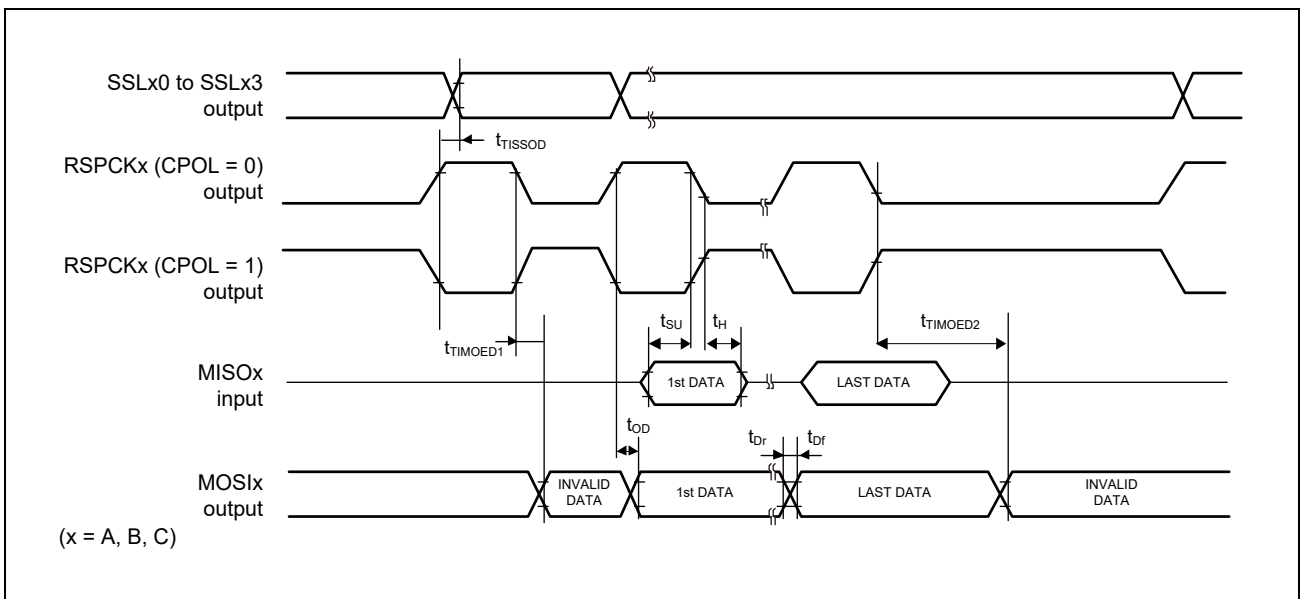 SSLx0 to SSLx3
output
tTISSOD
RSPCKx (CPOL = 0)
output
RSPCKx (CPOL = 1)
output
tSU
tH
tTIMOED2
tTIMOED1
MISOx
input
1st DATA
LAST DATA
tOD
tDr
tDf
MOSIx
output
INVALID
DATA
1st DATA
LAST DATA
INVALID
DATA
(x = A, B, C)